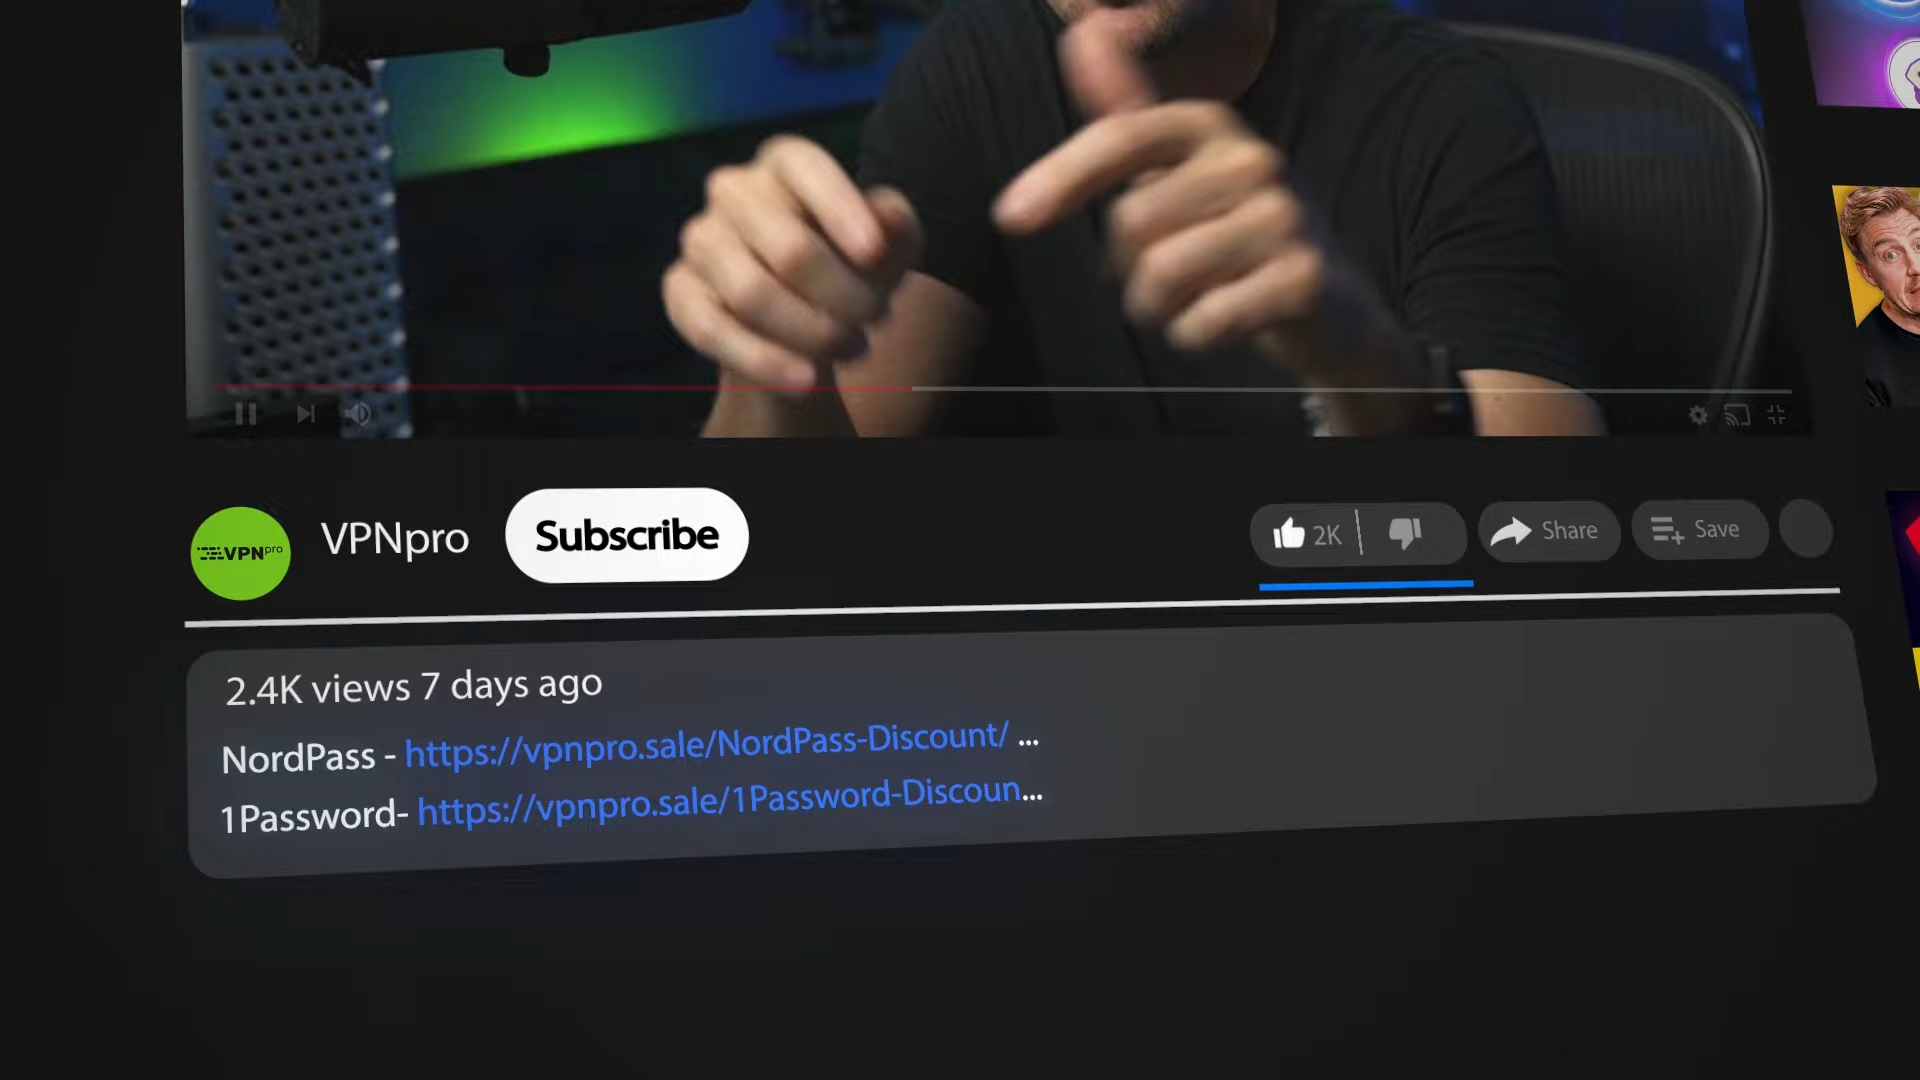 VPNpro
VPNpro
Subscribe
2K
Share
Save
2.4K views 7 days ago
NordPass - https://vpnpro.sale/NordPass-Discount/ ...
1Password- https://vpnpro.sale/1Password-Discoun...